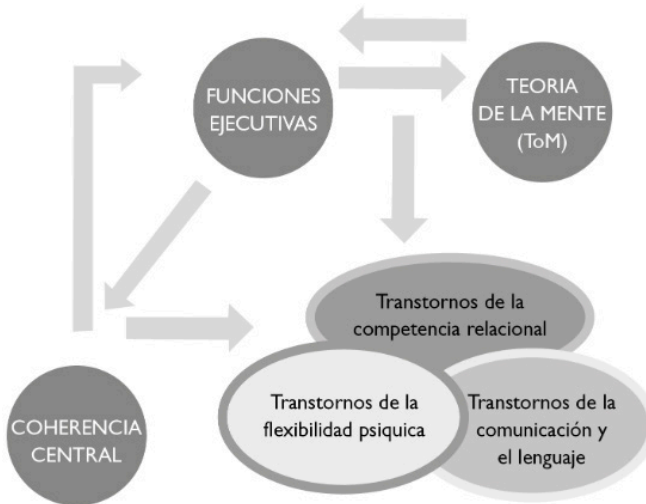 FUNCIONES
EJECUTIVAS
TEORIA
DE LA MENTE
(ToM)
Transtornos de la
competencia relacional
Transtornos de la
flexibilidad psiquica
Transtornos de la
comunicación y
el lenguaje
COHERENCIA
CENTRAL